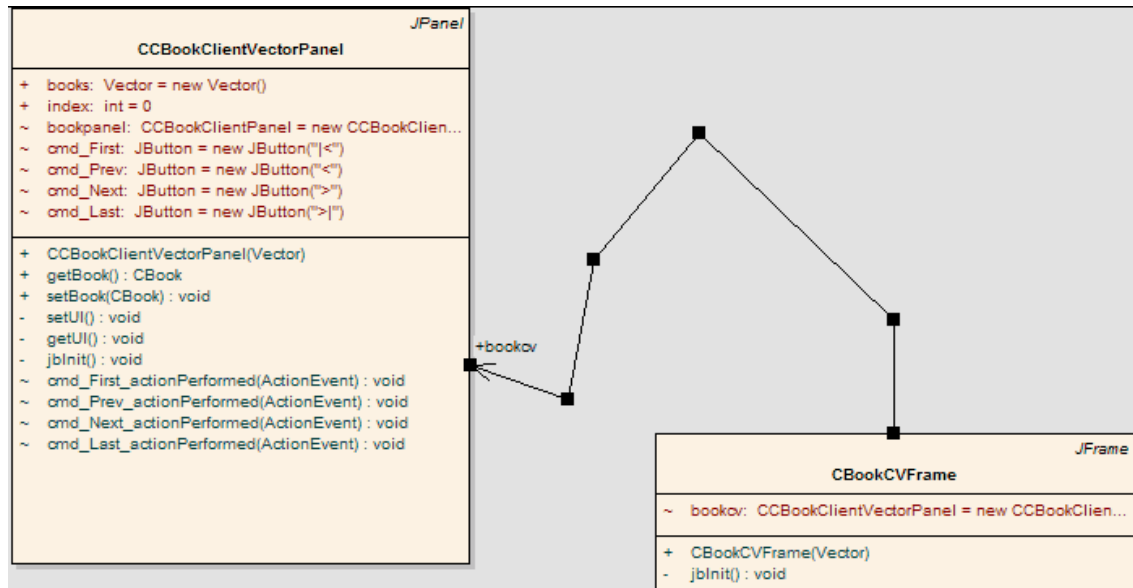 JPanel
CCBookClientVectorPanel
+ books: Vector = new Vector()
+ index: int = 0
~ bookpanel: CCBookClientPanel = new CCBookClien...
~ cmd_First: JButton = new JButton("|<")
~ cmd_Prev: JButton = new JButton("<")
~ cmd_Next: JButton = new JButton(">")
~ cmd_Last: JButton = new JButton(">|")
+ CCBookClientVectorPanel(Vector)
+ getBook() : CBook
+ setBook(CBook) : void
- setUI() : void
- getUI() : void
- jbInit() : void
~ cmd_First_actionPerformed(ActionEvent) : void
~ cmd_Prev_actionPerformed(ActionEvent) : void
~ cmd_Next_actionPerformed(ActionEvent) : void
~ cmd_Last_actionPerformed(ActionEvent) : void
+bookcv
JFrame
CBookCVFrame
~ bookcv: CCBookClientVectorPanel = new CCBookClien...
+ CBookCVFrame(Vector)
- jbInit() : void